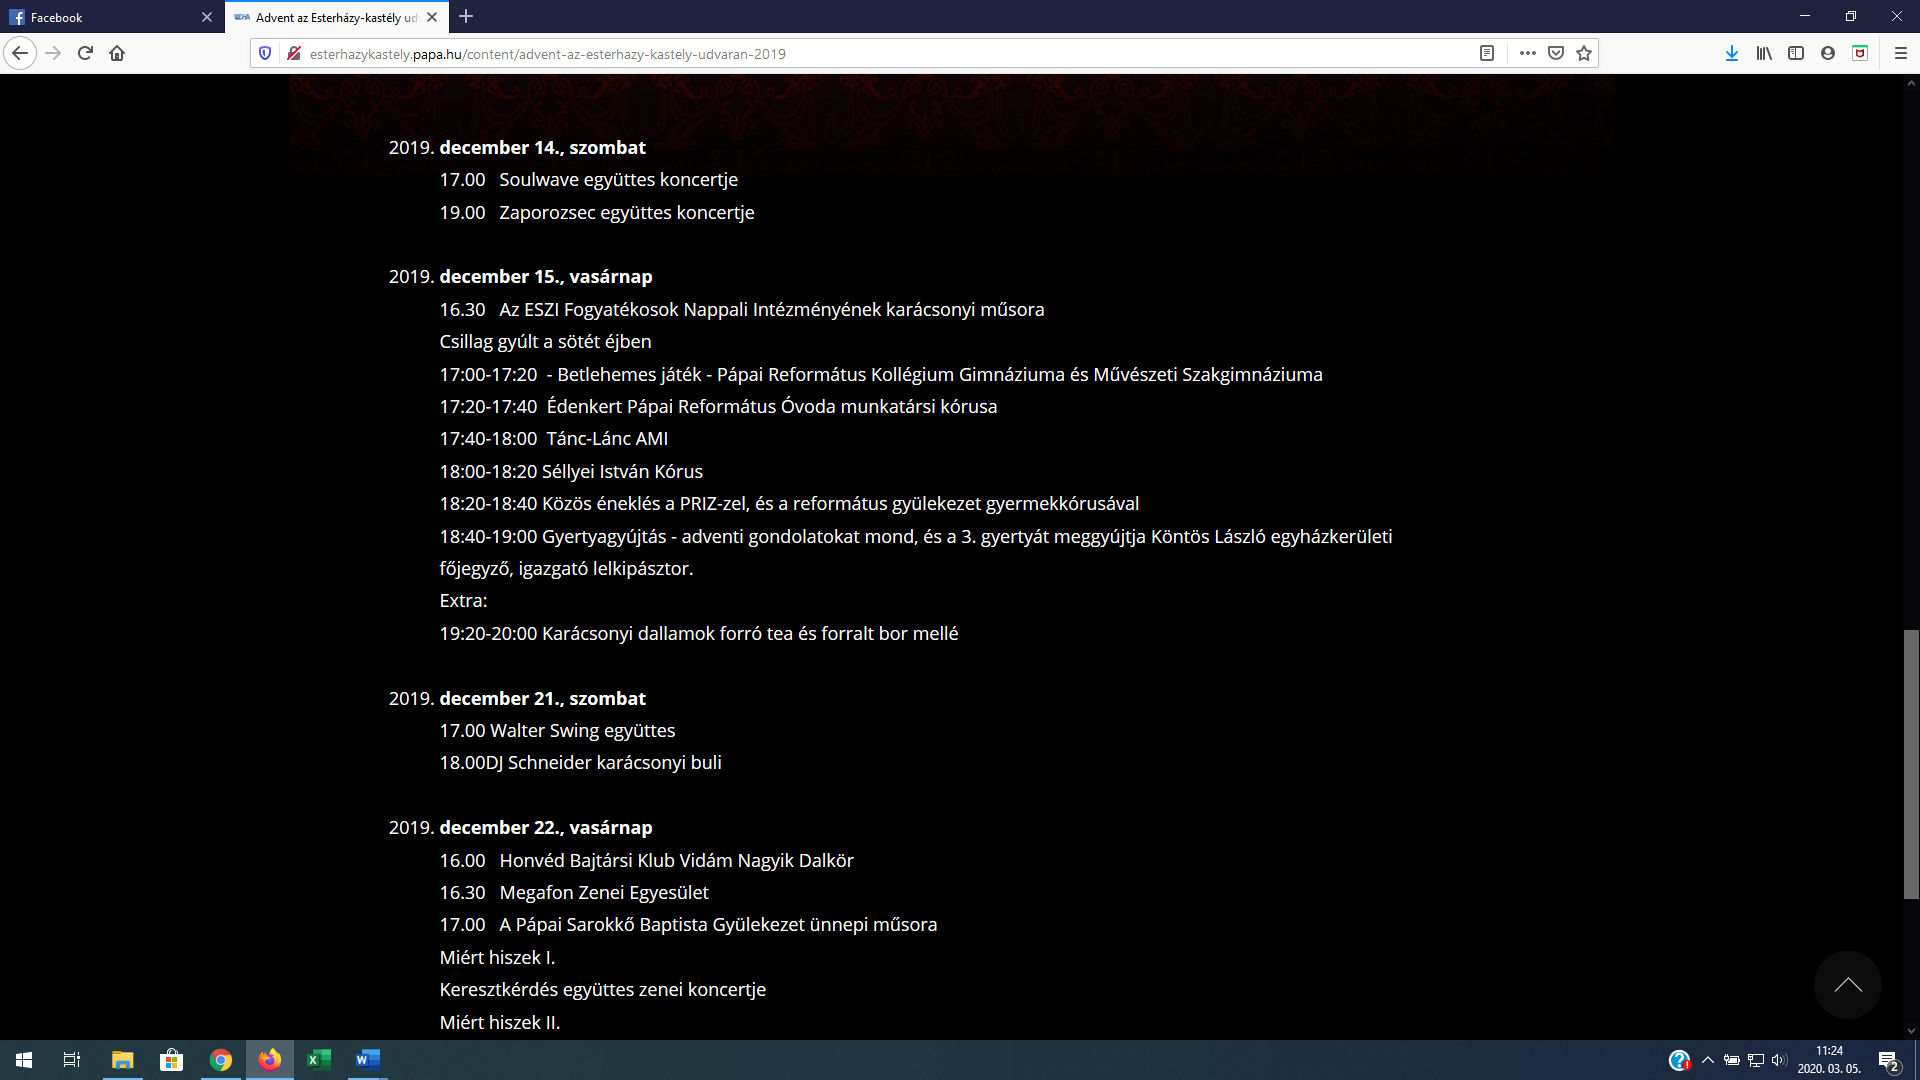 Facebook
Advent az Esterházy-kastély ud
esterhazykastely.papa.hu/content/advent-az-esterhazy-kastely-udvaran-2019
2019. december 14., szombat
17.00   Soulwave együttes koncertje
19.00   Zaporozsec együttes koncertje
2019. december 15., vasárnap
16.30   Az ESZI Fogyatékosok Nappali Intézményének karácsonyi műsora
Csillag gyúlt a sötét éjben
17:00-17:20  - Betlehemes játék - Pápai Református Kollégium Gimnáziuma és Művészeti Szakgimnáziuma
17:20-17:40  Édenkert Pápai Református Óvoda munkatársi kórusa
17:40-18:00  Tánc-Lánc AMI
18:00-18:20 Séllyei István Kórus
18:20-18:40 Közös éneklés a PRIZ-zel, és a református gyülekezet gyermekkórusával
18:40-19:00 Gyertyagyújtás - adventi gondolatokat mond, és a 3. gyertyát meggyújtja Köntös László egyházkerületi
főjegyző, igazgató lelkipásztor.
Extra:
19:20-20:00 Karácsonyi dallamok forró tea és forralt bor mellé
2019. december 21., szombat
17.00 Walter Swing együttes
18.00DJ Schneider karácsonyi buli
2019. december 22., vasárnap
16.00   Honvéd Bajtársi Klub Vidám Nagyik Dalkör
16.30   Megafon Zenei Egyesület
17.00   A Pápai Sarokkő Baptista Gyülekezet ünnepi műsora
Miért hiszek I.
Keresztkérdés együttes zenei koncertje
Miért hiszek II.
11:24
2020. 03. 05.
2